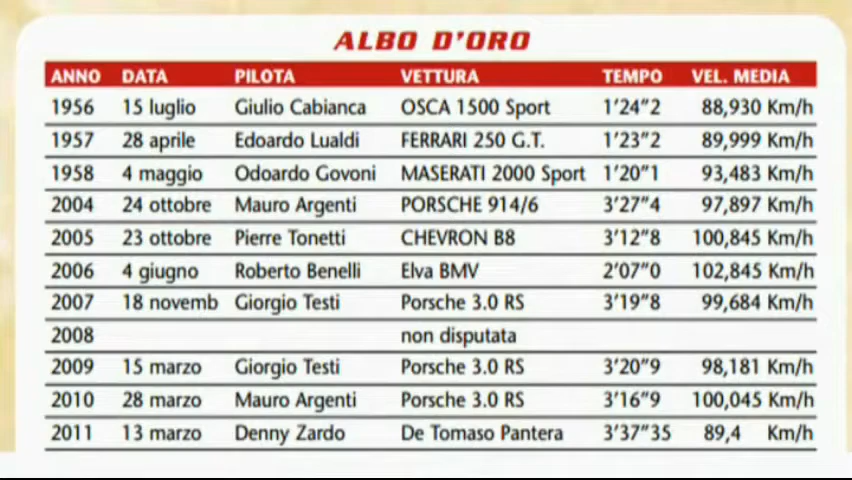 ALBO D'ORO
ANNO DATA PILOTA VETTURA TEMPO VEL. MEDIA
1956 15 luglio Giulio Cabianca OSCA 1500 Sport 1'24"2 88,930 Km/h
1957 28 aprile Edoardo Lualdi FERRARI 250 G.T. 1'23"2 89,999 Km/h
1958 4 maggio Odoardo Govoni MASERATI 2000 Sport 1'20"1 93,483 Km/h
2004 24 ottobre Mauro Argenti PORSCHE 914/6 3'27"4 97,897 Km/h
2005 23 ottobre Pierre Tonetti CHEVRON B8 3'12"8 100,845 Km/h
2006 4 giugno Roberto Benelli Elva BMV 2'07"0 102,845 Km/h
2007 18 novemb Giorgio Testi Porsche 3.0 RS 3'19"8 99,684 Km/h
2008 non disputata
2009 15 marzo Giorgio Testi Porsche 3.0 RS 3'20"9 98,181 Km/h
2010 28 marzo Mauro Argenti Porsche 3.0 RS 3'16"9 100,045 Km/h
2011 13 marzo Denny Zardo De Tomaso Pantera 3'37"35 89,4 Km/h